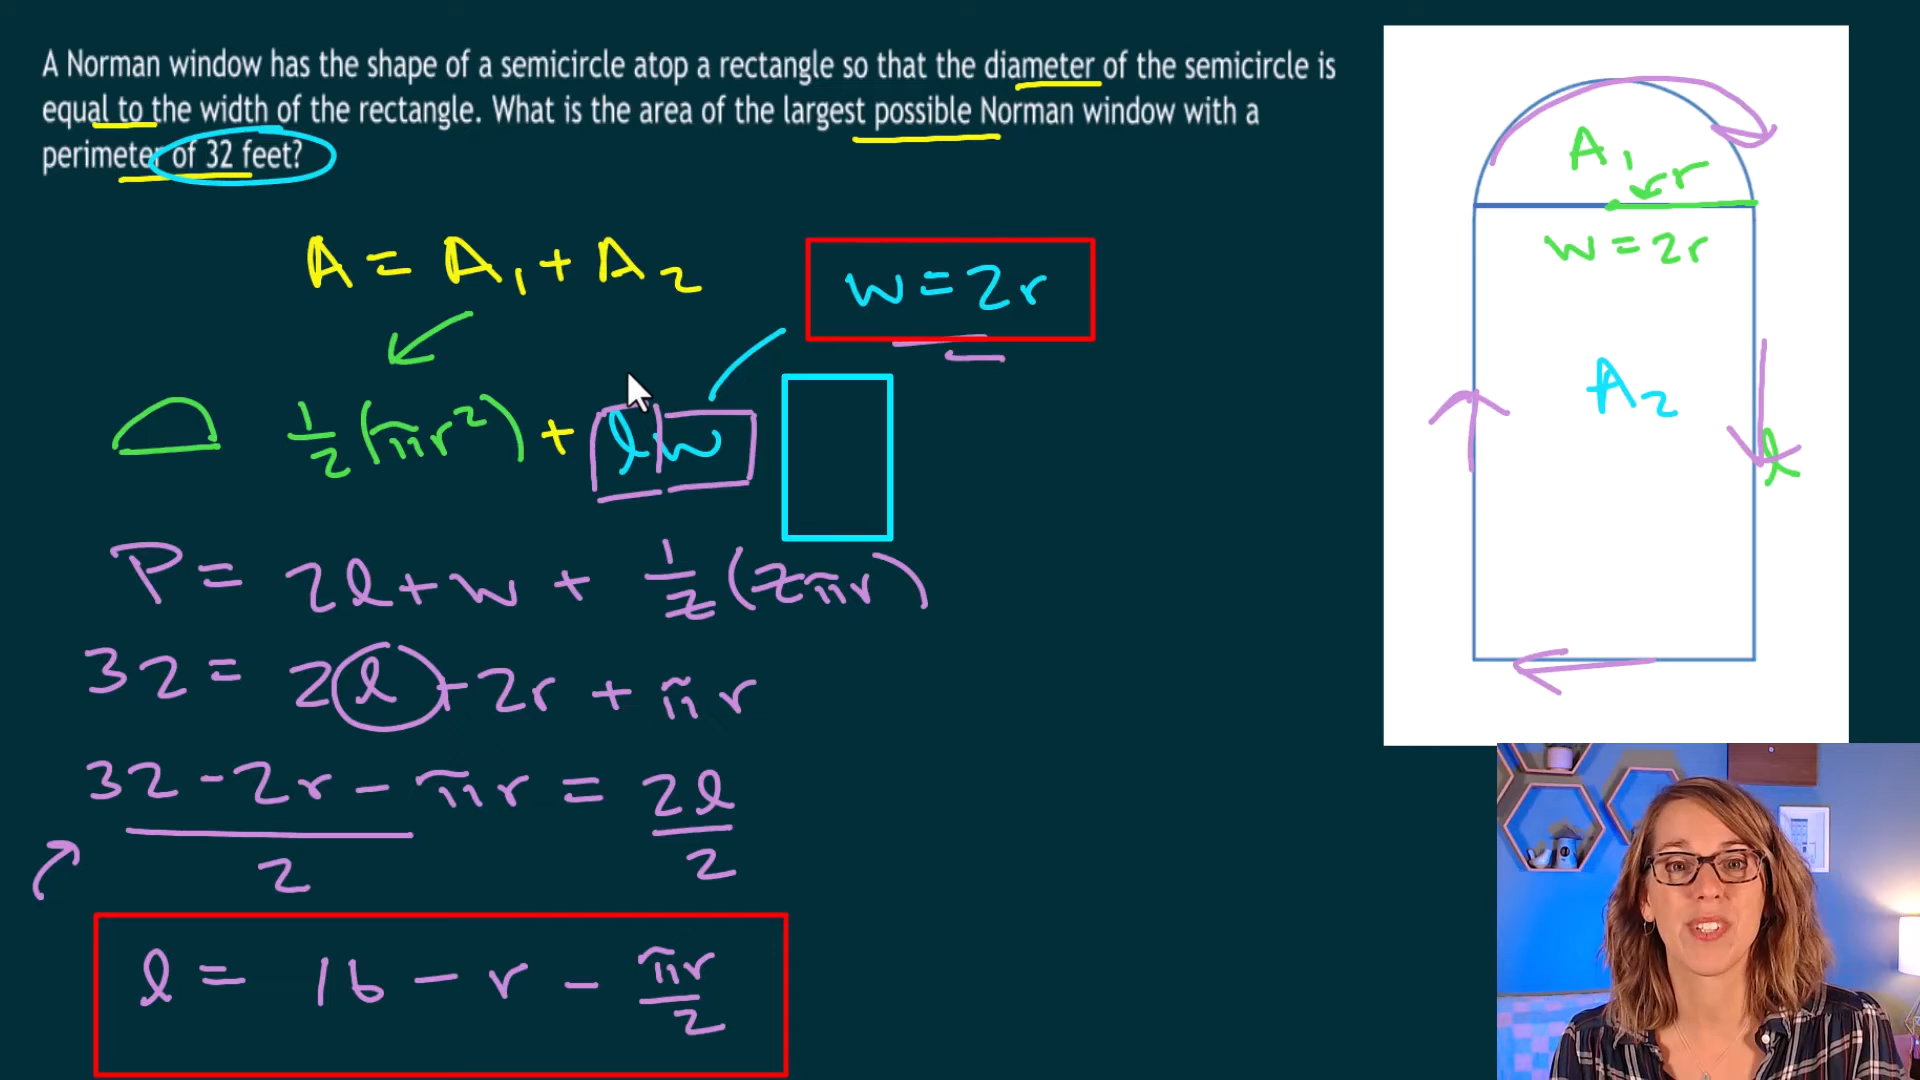 A Norman window has the shape of a semicircle atop a rectangle so that the diameter of the semicircle is
equal to the width of the rectangle. What is the area of the largest possible Norman window with a
perimeter of 32 feet?
A = A₁ + A₂
w = 2r
½(πr²) + lw
P = 2l + w + ½(2πr)
32 = 2l + 2r + πr
32 - 2r - πr = 2l
2 2
l = 16 - r - πr/2
A₁
r
w = 2r
A₂
l